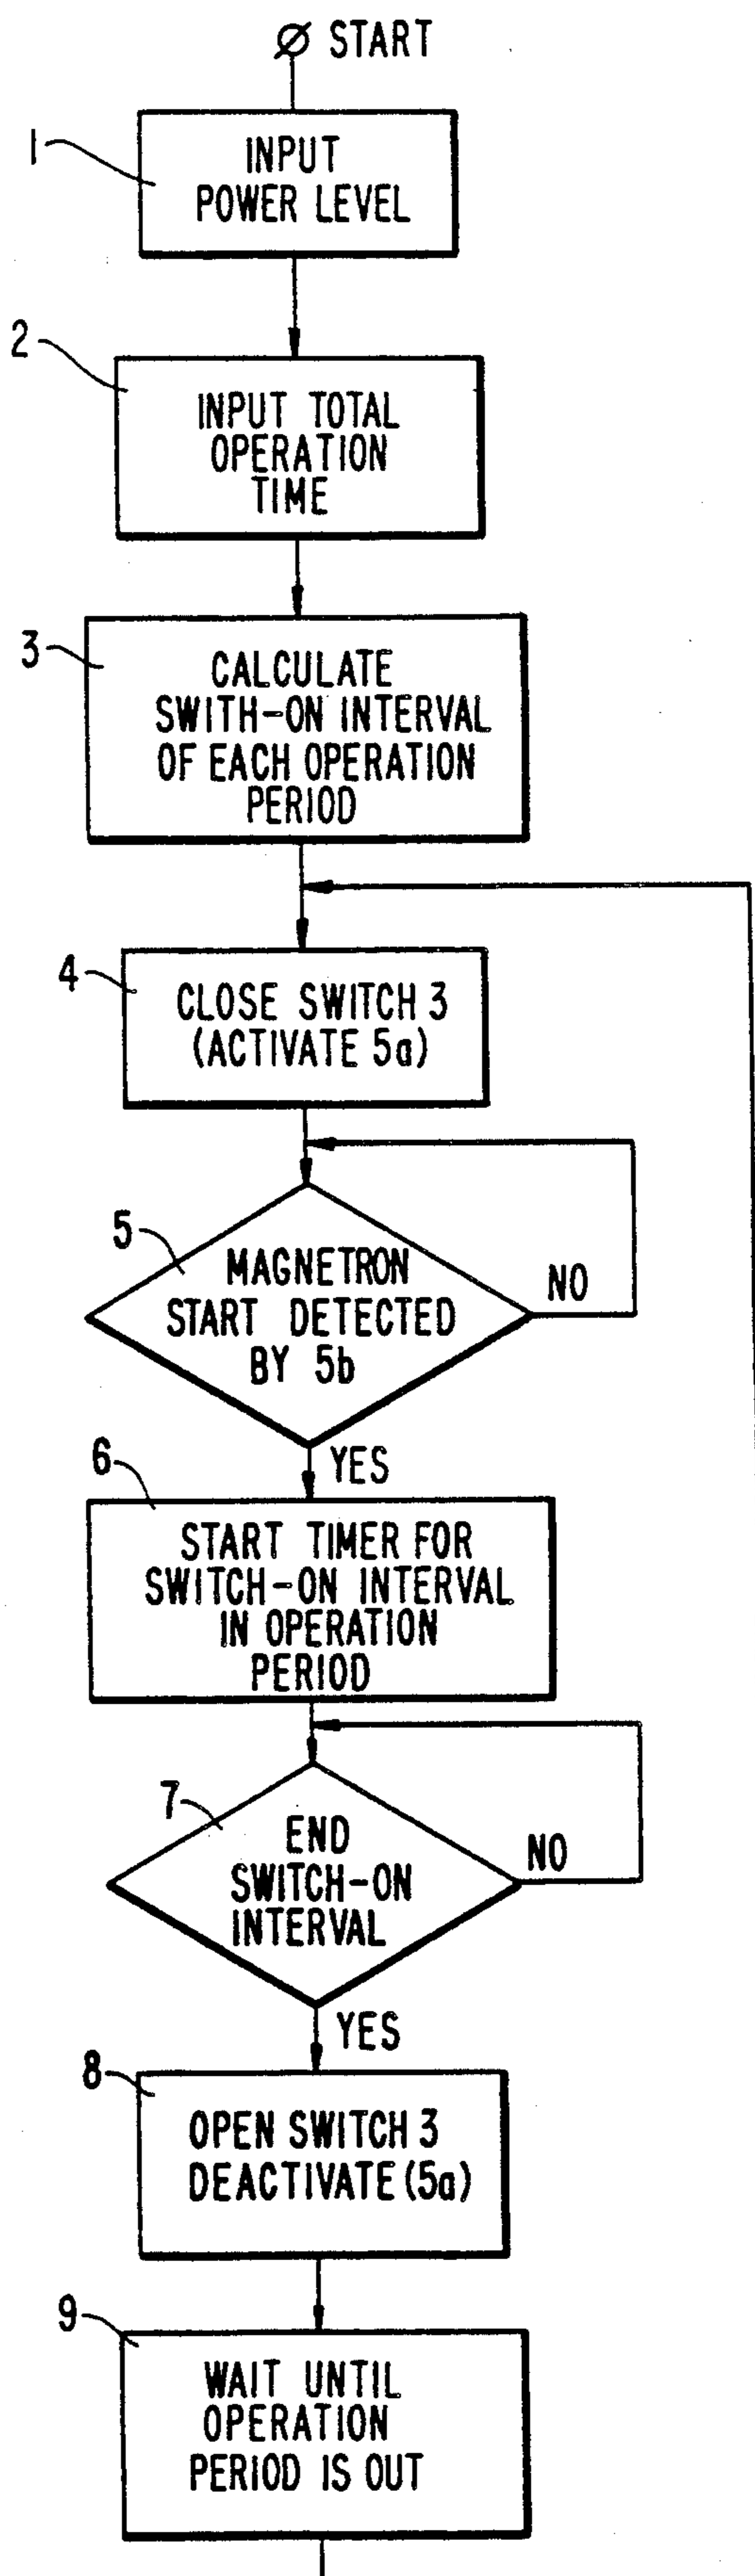 START
1
INPUT
POWER LEVEL
2
INPUT TOTAL
OPERATION
TIME
3
CALCULATE
SWITH-ON INTERVAL
OF EACH OPERATION
PERIOD
4
CLOSE SWITCH 3
(ACTIVATE 5a)
5
MAGNETRON
START DETECTED
BY 5b
NO
YES
6
START TIMER FOR
SWITCH-ON INTERVAL
IN OPERATION
PERIOD
7
END
SWITCH-ON
INTERVAL
NO
YES
8
OPEN SWITCH 3
DEACTIVATE (5a)
9
WAIT UNTIL
OPERATION
PERIOD IS OUT